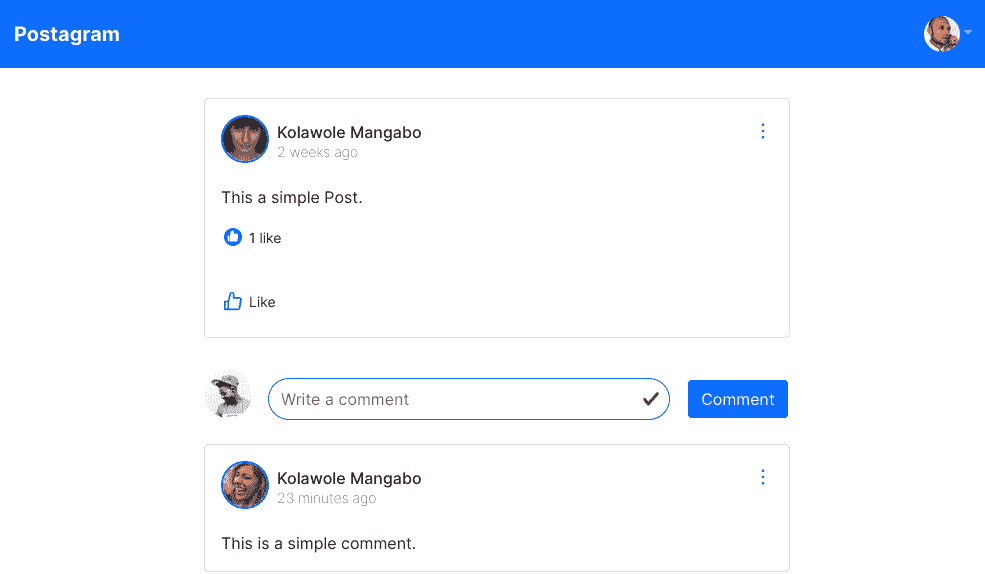 Postagram
Kolawole Mangabo
2 weeks ago
This a simple Post.
1 like
Like
Write a comment
Comment
Kolawole Mangabo
23 minutes ago
This is a simple comment.